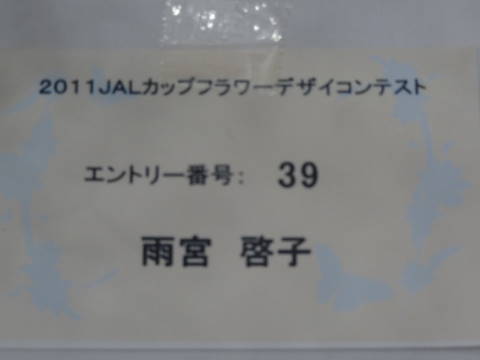 2011JALカップフラワーデザイコンテスト
エントリー番号： 39
雨宮　啓子